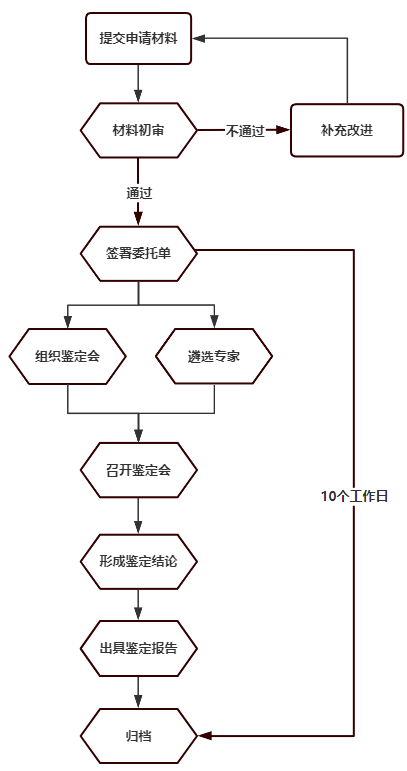 提交申请材料
材料初审
不通过
补充改进
通过
签署委托单
组织鉴定会
遴选专家
召开鉴定会
10个工作日
形成鉴定结论
出具鉴定报告
归档